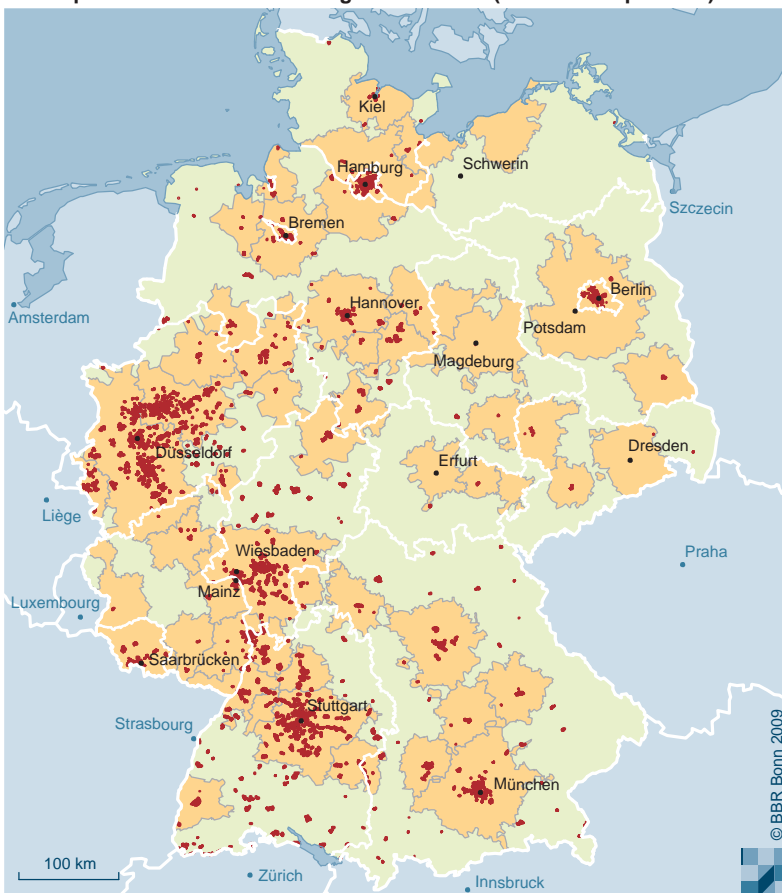 Kiel
Hamburg
Schwerin
Szczecin
Bremen
Berlin
Hannover
Amsterdam
Potsdam
Magdeburg
Düsseldorf
Dresden
Erfurt
Liège
Wiesbaden
Praha
Mainz
Luxembourg
Saarbrücken
Stuttgart
Strasbourg
München
© BBR Bonn 2009
100 km
Zürich
Innsbruck